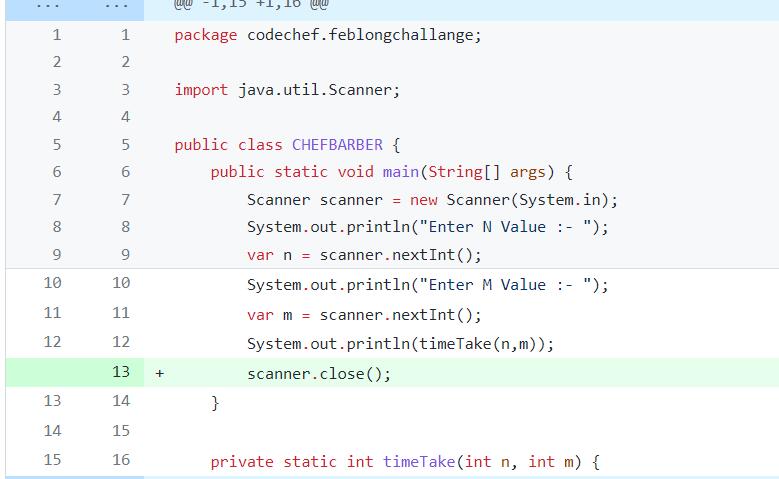 ... ... @@ -1,15 +1,16 @@
1 1 package codechef.feblongchallange;
2 2
3 3 import java.util.Scanner;
4 4
5 5 public class CHEFBARBER {
6 6 public static void main(String[] args) {
7 7 Scanner scanner = new Scanner(System.in);
8 8 System.out.println("Enter N Value :- ");
9 9 var n = scanner.nextInt();
10 10 System.out.println("Enter M Value :- ");
11 11 var m = scanner.nextInt();
12 12 System.out.println(timeTake(n,m));
13 + scanner.close();
13 14 }
14 15
15 16 private static int timeTake(int n, int m) {